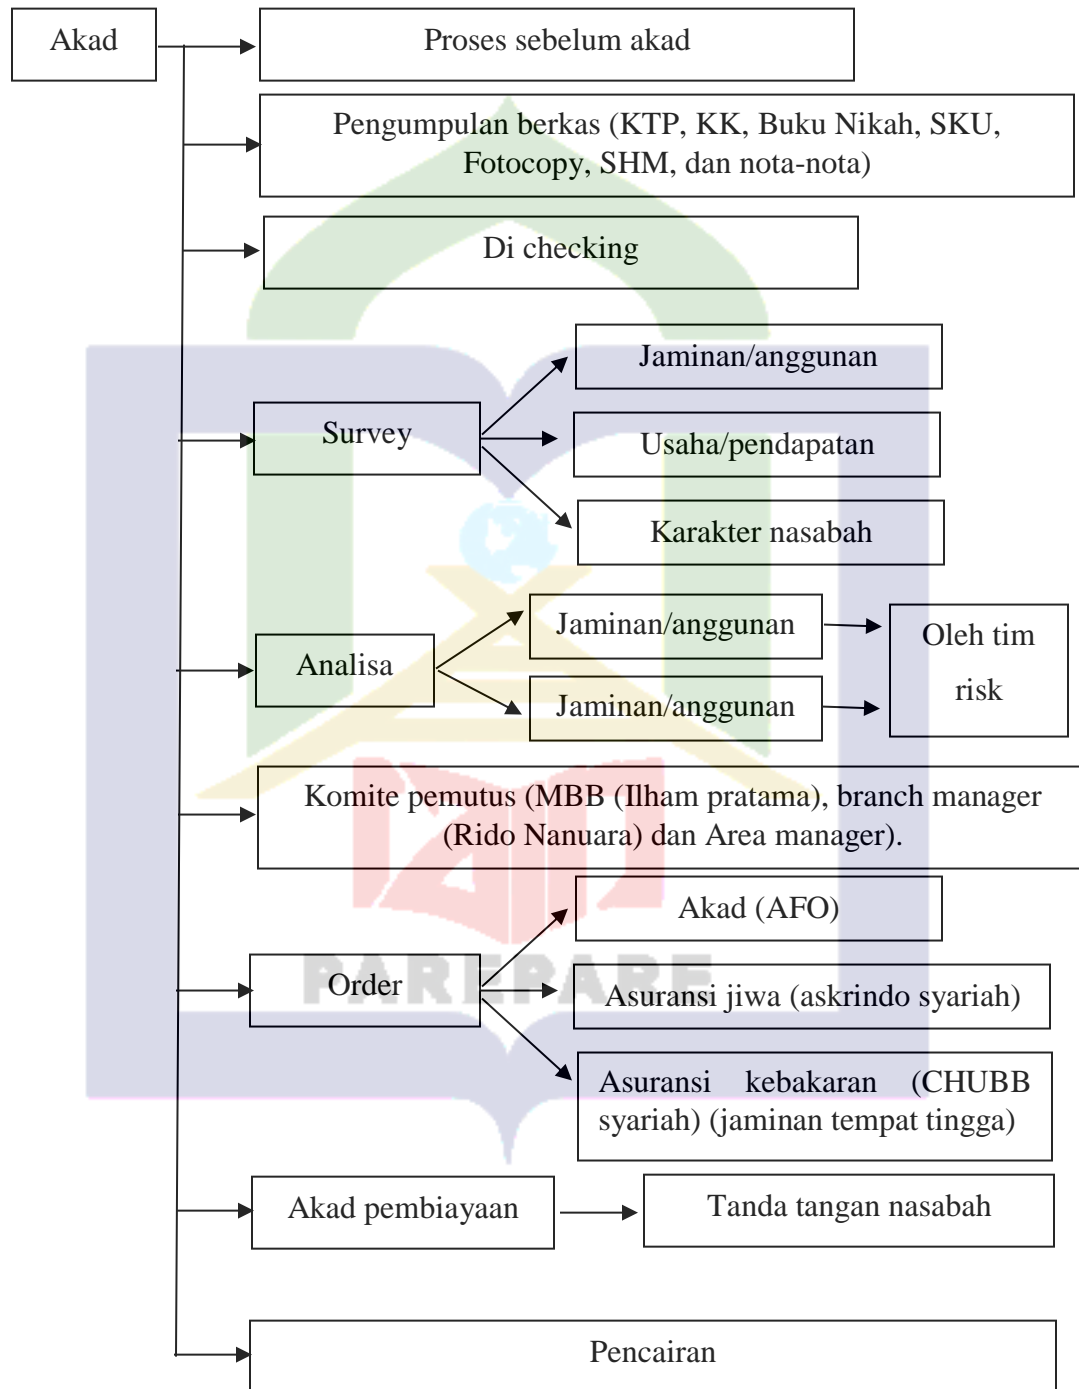 Akad
Proses sebelum akad
Pengumpulan berkas (KTP, KK, Buku Nikah, SKU,
Fotocopy, SHM, dan nota-nota)
Di checking
Survey
Jaminan/anggunan
Usaha/pendapatan
Karakter nasabah
Analisa
Jaminan/anggunan
Jaminan/anggunan
Oleh tim
risk
Komite pemutus (MBB (Ilham pratama), branch manager
(Rido Nanuara) dan Area manager).
Order
Akad (AFO)
Asuransi jiwa (askrindo syariah)
Asuransi kebakaran (CHUBB
syariah) (jaminan tempat tingga)
PAREPARE
Akad pembiayaan
Tanda tangan nasabah
Pencairan